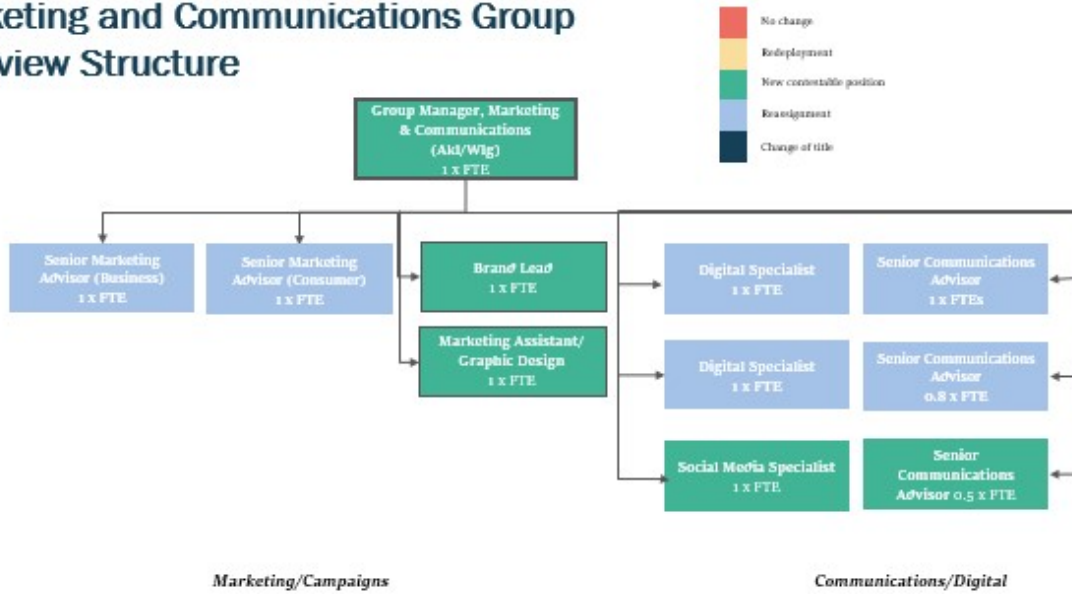 keting and Communications Group
view Structure
No change
Redeployment
New contestable position
Reassignment
Change of title
Group Manager, Marketing
& Communications
(Akl/Wlg)
1 x FTE
Senior Marketing
Advisor (Business)
1 x FTE
Senior Marketing
Advisor (Consumer)
1 x FTE
Brand Lead
1 x FTE
Marketing Assistant/
Graphic Design
1 x FTE
Digital Specialist
1 x FTE
Senior Communications
Advisor
1 x FTEs
Digital Specialist
1 x FTE
Senior Communications
Advisor
0.8 x FTE
Social Media Specialist
1 x FTE
Senior
Communications
Advisor 0.5 x FTE
Marketing/Campaigns
Communications/Digital